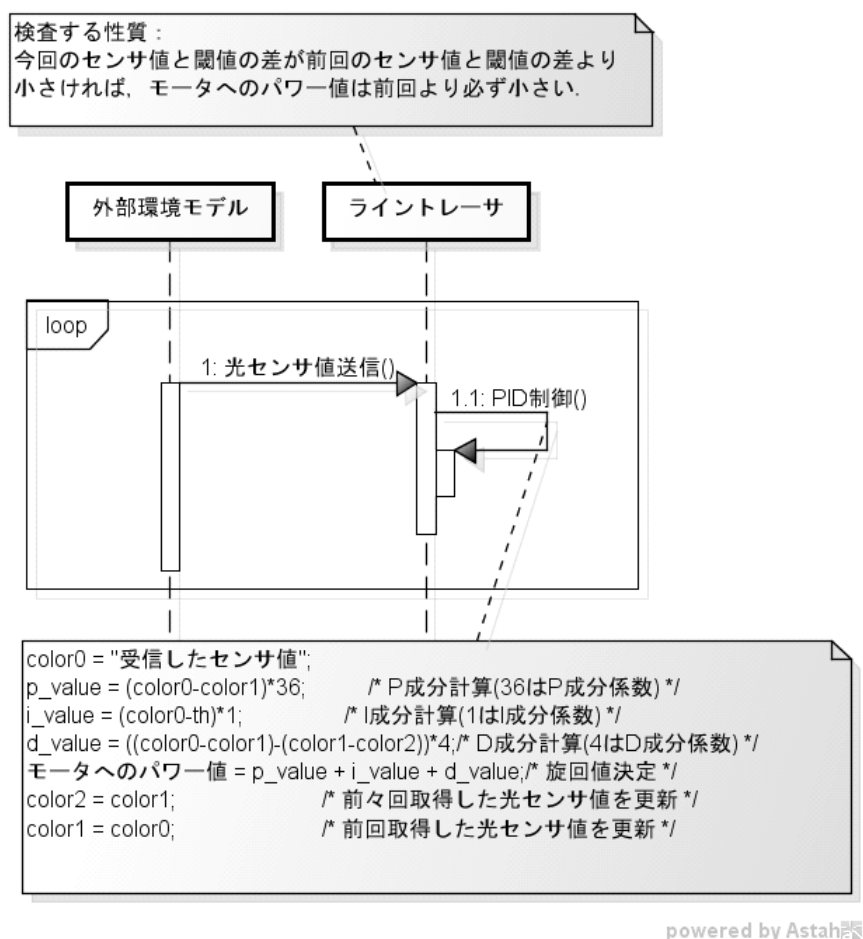 検査する性質：
今回のセンサ値と閾値の差が前回のセンサ値と閾値の差より
小さければ，モータへのパワー値は前回より必ず小さい.
外部環境モデル
ライントレーサ
loop
1: 光センサ値送信()
1.1: PID制御()
color0 = "受信したセンサ値";
p_value = (color0-color1)*36; /* P成分計算(36はP成分係数) */
i_value = (color0-th)*1; /* I成分計算(1はI成分係数) */
d_value = ((color0-color1)-(color1-color2))*4;/* D成分計算(4はD成分係数) */
モータへのパワー値 = p_value + i_value + d_value;/* 旋回値決定 */
color2 = color1; /* 前々回取得した光センサ値を更新 */
color1 = color0; /* 前回取得した光センサ値を更新 */
powered by Astah